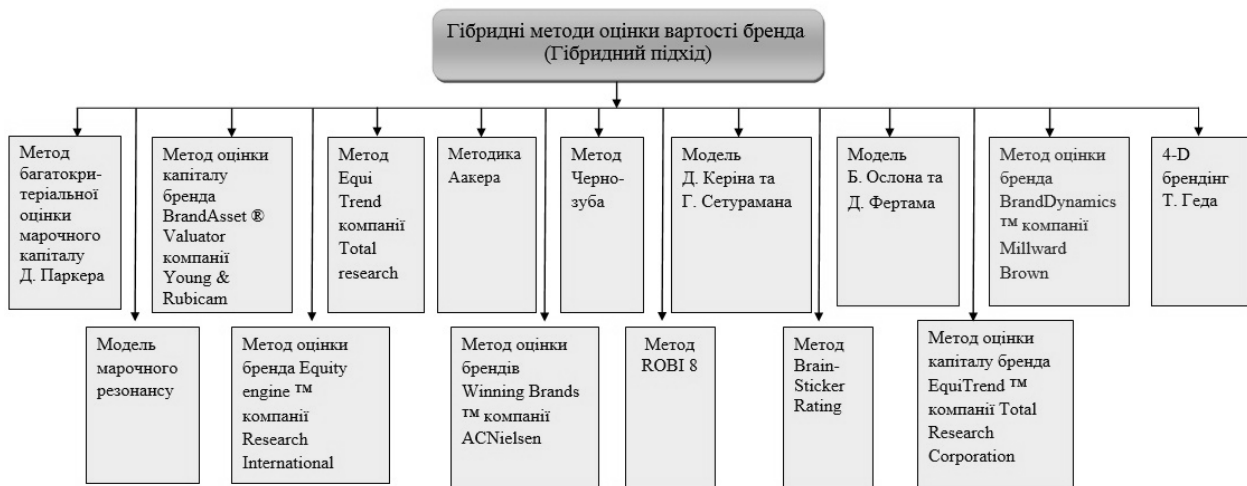 Гібридні методи оцінки вартості бренда
(Гібридний підхід)
Метод
багатокри-
теріальної
оцінки
марочного
капіталу
Д. Паркера
Метод оцінки
капіталу
бренда
BrandAsset ®
Valuator
компанії
Young &
Rubicam
Метод
Equi
Trend
компанії
Total
research
Методика
Аакера
Метод
Черно-
зуба
Модель
Д. Керіна та
Г. Сетурамана
Модель
Б. Ослона та
Д. Фертама
Метод оцінки
бренда
BrandDynamics
™ компанії
Millward
Brown
4-D
брендінг
Т. Геда
Модель
марочного
резонансу
Метод оцінки
бренда Equity
engine ™
компанії
Research
International
Метод оцінки
брендів
Winning Brands
™ компанії
ACNielsen
Метод
ROBI 8
Метод
Brain-
Sticker
Rating
Метод оцінки
капіталу бренда
EquiTrend ™
компанії Total
Research
Corporation